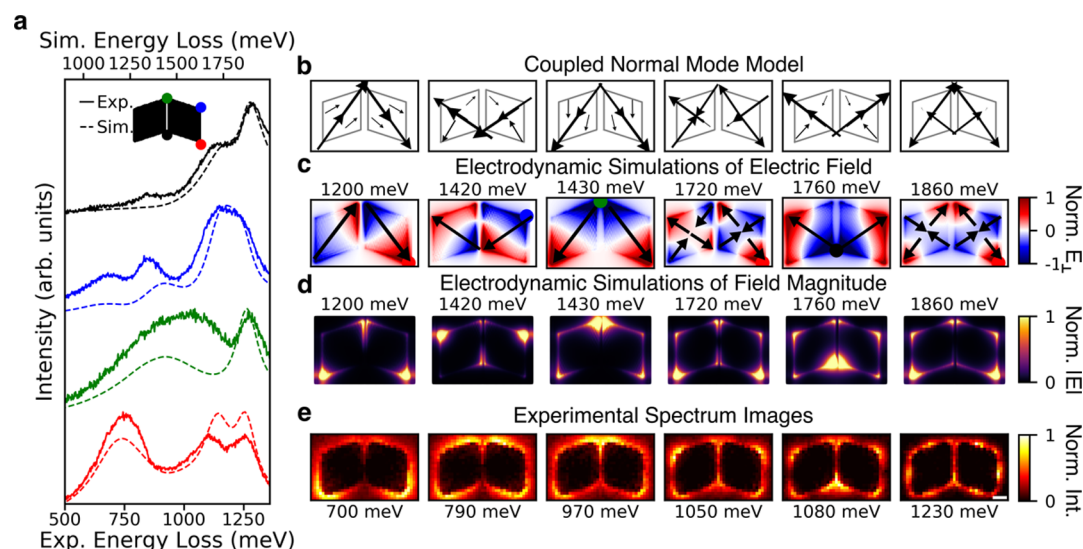 a
Sim. Energy Loss (meV)
1000 1250 1500 1750
Exp.
Sim.
Intensity (arb. units)
500 750 1000 1250
Exp. Energy Loss (meV)
b Coupled Normal Mode Model
c Electrodynamic Simulations of Electric Field
1200 meV 1420 meV 1430 meV 1720 meV 1760 meV 1860 meV
1
0
-1
Norm. E⊥
d Electrodynamic Simulations of Field Magnitude
1200 meV 1420 meV 1430 meV 1720 meV 1760 meV 1860 meV
1
0
Norm. |E|
e Experimental Spectrum Images
1
0
Norm. Int.
700 meV 790 meV 970 meV 1050 meV 1080 meV 1230 meV